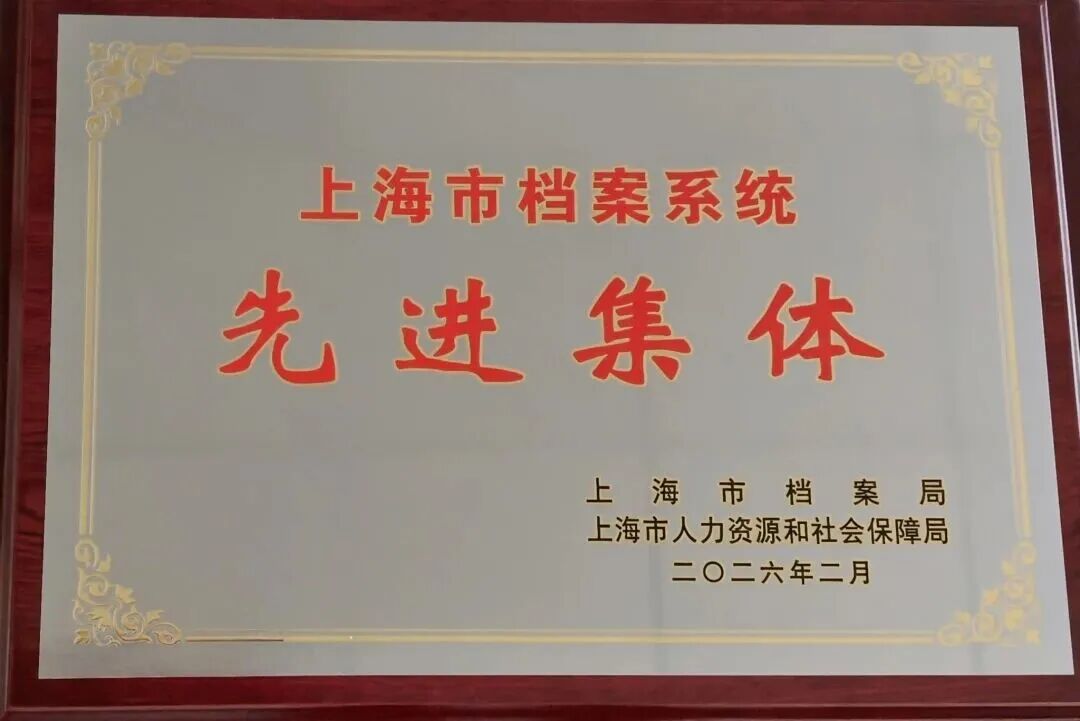 上海市档案系统
先进集体
上海市档案局
上海市人力资源和社会保障局
二〇二六年二月